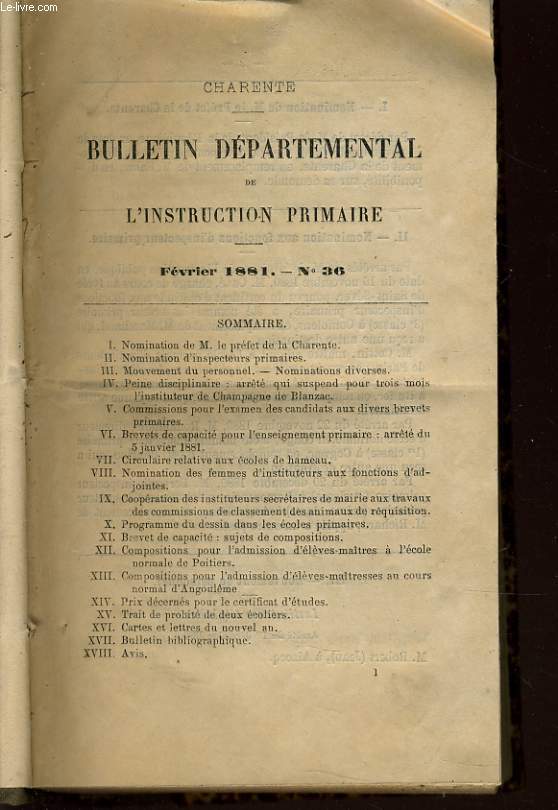 Le-livre.com
CHARENTE
BULLETIN DÉPARTEMENTAL
DE
L'INSTRUCTION PRIMAIRE
Février 1881. — No 36
SOMMAIRE.
I. Nomination de M. le préfet de la Charente.
II. Nomination d'inspecteurs primaires.
III. Mouvement du personnel. — Nominations diverses.
IV. Peine disciplinaire : arrêté qui suspend pour trois mois
l'instituteur de Champagne de Blanzac.
V. Commissions pour l'examen des candidats aux divers brevets
primaires.
VI. Brevets de capacité pour l'enseignement primaire : arrêté du
5 janvier 1881.
VII. Circulaire relative aux écoles de hameau.
VIII. Nomination des femmes d'instituteurs aux fonctions d'ad-
jointes.
IX. Coopération des instituteurs secrétaires de mairie aux travaux
des commissions de classement des animaux de réquisition.
X. Programme du dessin dans les écoles primaires.
XI. Brevet de capacité : sujets de compositions.
XII. Compositions pour l'admission d'élèves-maîtres à l'école
normale de Poitiers.
XIII. Compositions pour l'admission d'élèves-maîtresses au cours
normal d'Angoulême
XIV. Prix décernés pour le certificat d'études.
XV. Trait de probité de deux écoliers.
XVI. Cartes et lettres du nouvel an.
XVII. Bulletin bibliographique.
XVIII. Avis.
1